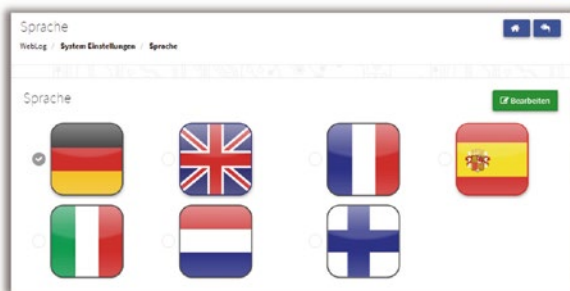 Sprache
WebLog / System Einstellungen / Sprache
Sprache
Bearbeiten